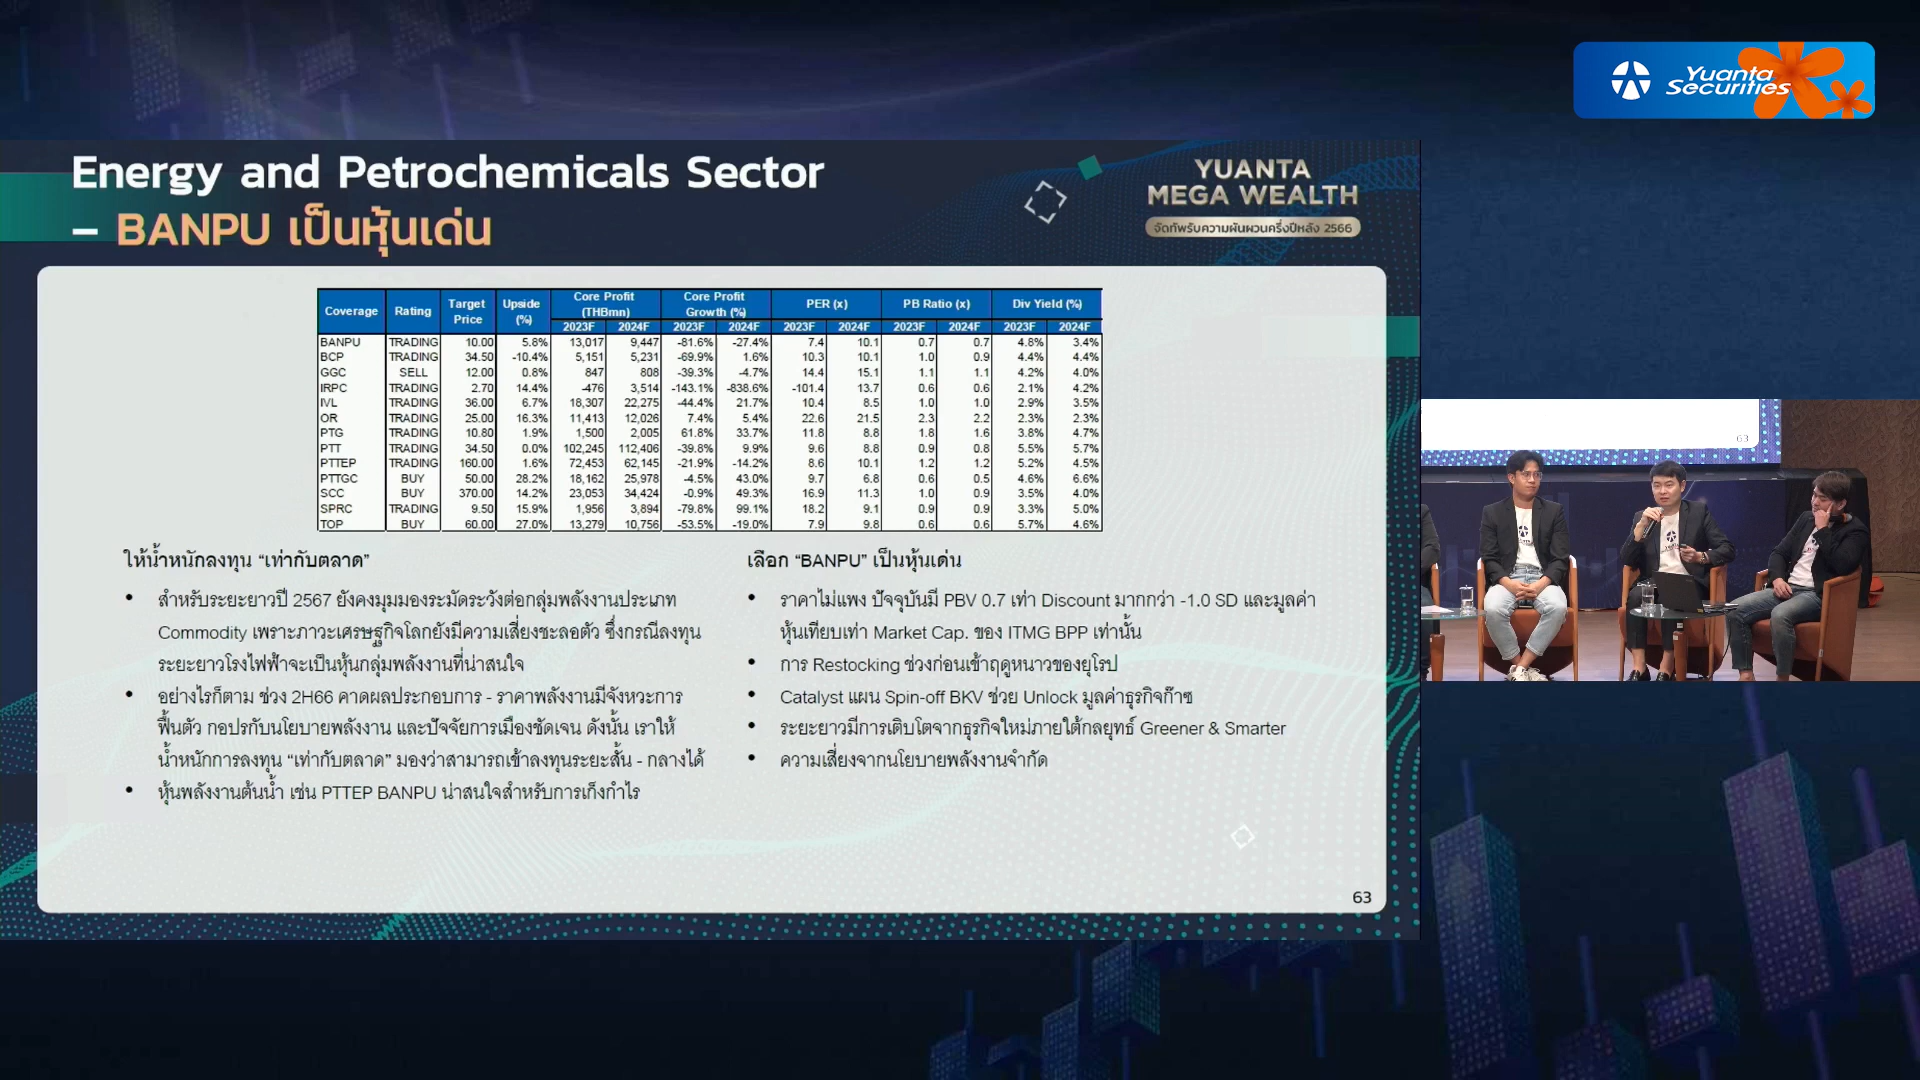 Yuanta
Securities
Energy and Petrochemicals Sector
– BANPU เป็นหุ้นเด่น
YUANTA
MEGA WEALTH
จัดทัพรับความผันผวนครึ่งปีหลัง 2566
Coverage Rating Target Price Upside (%) Core Profit (THBmn) Core Profit Growth (%) PER (x) PB Ratio (x) Div Yield (%)
2023F 2024F 2023F 2024F 2023F 2024F 2023F 2024F 2023F 2024F
BANPU TRADING 10.00 5.8% 13,017 9,447 -81.6% -27.4% 7.4 10.1 0.7 0.7 4.8% 3.4%
BCP TRADING 34.50 -10.4% 5,151 5,231 -69.9% 1.6% 10.3 10.1 1.0 0.9 4.4% 4.4%
GGC SELL 12.00 0.8% 847 808 -39.3% -4.7% 14.4 15.1 1.1 1.1 4.2% 4.0%
IRPC TRADING 2.70 14.4% -476 3,514 -143.1% -838.6% -101.4 13.7 0.6 0.6 2.1% 4.2%
IVL TRADING 36.00 6.7% 18,307 22,275 -44.4% 21.7% 10.4 8.5 1.0 1.0 2.9% 3.5%
OR TRADING 25.00 16.3% 11,413 12,026 7.4% 5.4% 22.6 21.5 2.3 2.2 2.3% 2.3%
PTG TRADING 10.80 1.9% 1,500 2,005 61.8% 33.7% 11.8 8.8 1.8 1.6 3.8% 4.7%
PTT TRADING 34.50 0.0% 102,245 112,406 -39.8% 9.9% 9.6 8.8 0.9 0.8 5.5% 5.7%
PTTEP TRADING 160.00 1.6% 72,453 62,145 -21.9% -14.2% 8.6 10.1 1.2 1.2 5.2% 4.5%
PTTGC BUY 50.00 28.2% 18,162 25,978 -4.5% 43.0% 9.7 6.8 0.6 0.5 4.6% 6.6%
SCC BUY 370.00 14.2% 23,053 34,424 -0.9% 49.3% 16.9 11.3 1.0 0.9 3.5% 4.0%
SPRC TRADING 9.50 15.9% 1,956 3,894 -79.8% 99.1% 18.2 9.1 0.9 0.9 3.3% 5.0%
TOP BUY 60.00 27.0% 13,279 10,756 -53.5% -19.0% 7.9 9.8 0.6 0.6 5.7% 4.6%
ให้น้ำหนักลงทุน “เท่ากับตลาด”
• สำหรับระยะยาวปี 2567 ยังคงมุมมองระมัดระวังต่อกลุ่มพลังงานประเภท
Commodity เพราะภาวะเศรษฐกิจโลกยังมีความเสี่ยงชะลอตัว ซึ่งกรณีลงทุน
ระยะยาวโรงไฟฟ้าจะเป็นหุ้นกลุ่มพลังงานที่น่าสนใจ
• อย่างไรก็ตาม ช่วง 2H66 คาดผลประกอบการ - ราคาพลังงานมีจังหวะการ
ฟื้นตัว กอปรกับนโยบายพลังงาน และปัจจัยการเมืองชัดเจน ดังนั้น เราให้
น้ำหนักการลงทุน “เท่ากับตลาด” มองว่าสามารถเข้าลงทุนระยะสั้น - กลางได้
• หุ้นพลังงานต้นน้ำ เช่น PTTEP BANPU น่าสนใจสำหรับการเก็งกำไร
เลือก “BANPU” เป็นหุ้นเด่น
• ราคาไม่แพง ปัจจุบันมี PBV 0.7 เท่า Discount มากกว่า -1.0 SD และมูลค่า
หุ้นเทียบเท่า Market Cap. ของ ITMG BPP เท่านั้น
• การ Restocking ช่วงก่อนเข้าฤดูหนาวของยุโรป
• Catalyst แผน Spin-off BKV ช่วย Unlock มูลค่าธุรกิจก๊าซ
• ระยะยาวมีการเติบโตจากธุรกิจใหม่ภายใต้กลยุทธ์ Greener & Smarter
• ความเสี่ยงจากนโยบายพลังงานจำกัด
63
63